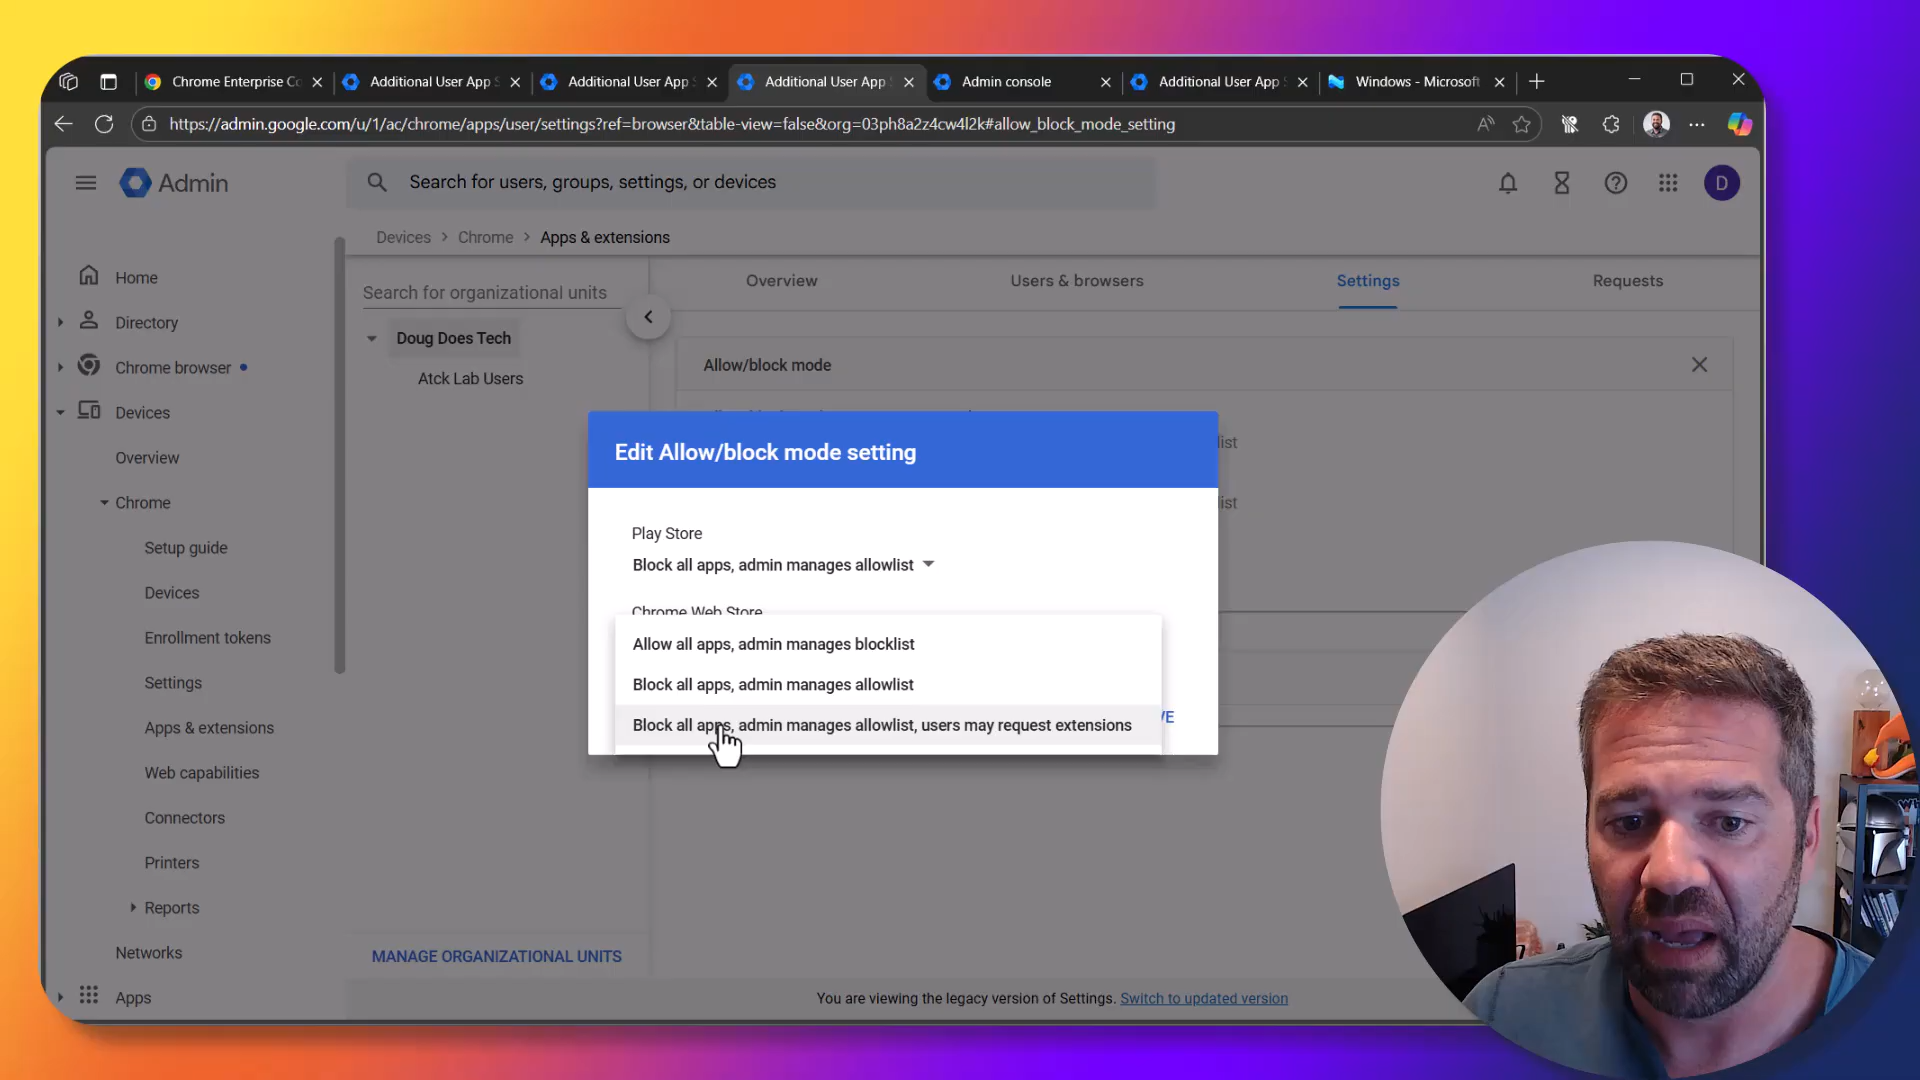 Chrome Enterprise Co
Additional User App S
Additional User App S
Additional User App S
Admin console
Additional User App S
Windows - Microsoft
https://admin.google.com/u/1/ac/chrome/apps/user/settings?ref=browser&table-view=false&org=03ph8a2z4cw4l2k#allow_block_mode_setting
Admin
Search for users, groups, settings, or devices
D
Devices > Chrome > Apps & extensions
Home
Directory
Chrome browser
Devices
Overview
Chrome
Setup guide
Devices
Enrollment tokens
Settings
Apps & extensions
Web capabilities
Connectors
Printers
Reports
Networks
Apps
Search for organizational units
Doug Does Tech
Atck Lab Users
MANAGE ORGANIZATIONAL UNITS
Overview
Users & browsers
Settings
Requests
Allow/block mode
list
list
Edit Allow/block mode setting
Play Store
Block all apps, admin manages allowlist
Chrome Web Store
Allow all apps, admin manages blocklist
Block all apps, admin manages allowlist
Block all apps, admin manages allowlist, users may request extensions
VE
You are viewing the legacy version of Settings. Switch to updated version